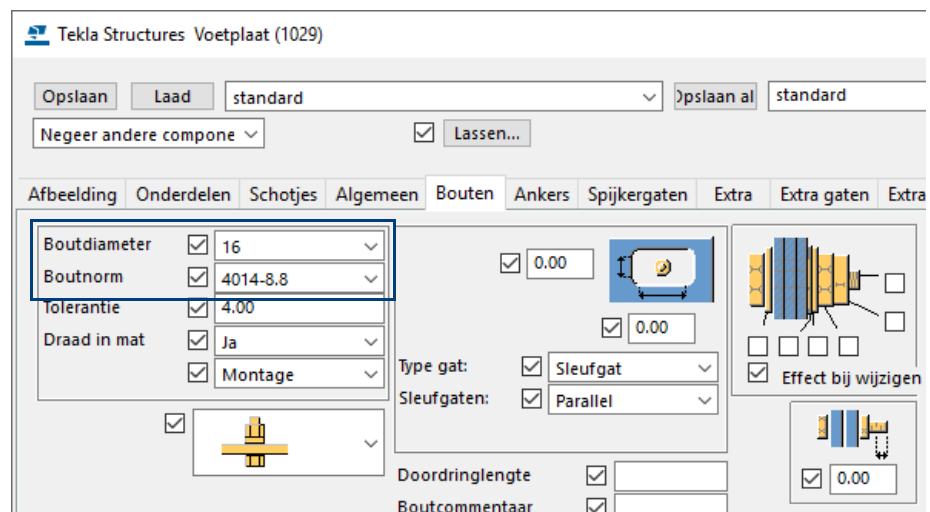 Tekla Structures Voetplaat (1029)
Opslaan Laad standard Opslaan al standard
Negeer andere compone Lassen...
Afbeelding Onderdelen Schotjes Algemeen Bouten Ankers Spijkergaten Extra Extra gaten Extra
Boutdiameter 16
Boutnorm 4014-8.8
Tolerantie 4.00
Draad in mat Ja
Montage
0.00
0.00
Type gat: Sleufgat
Sleufgaten: Parallel
Doordringlengte
Boutcommentaar
Effect bij wijzigen
0.00